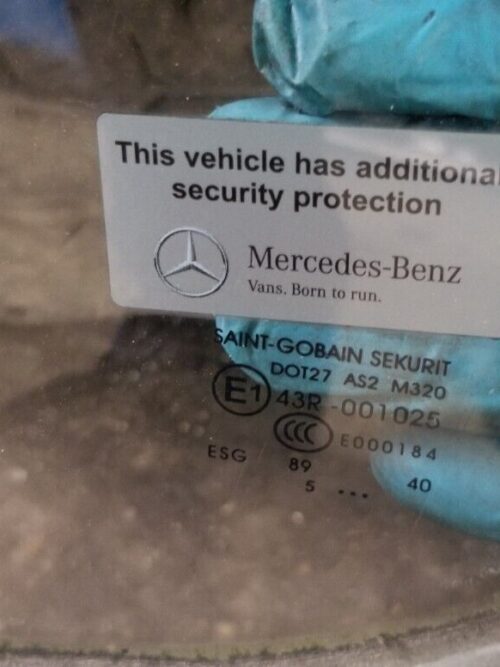 This vehicle has additiona
security protection
Mercedes-Benz
Vans. Born to run.
SAINT-GOBAIN SEKURIT
DOT27 AS2 M320
E1 43R -001025
CCC E000184
ESG 89
5 ... 40